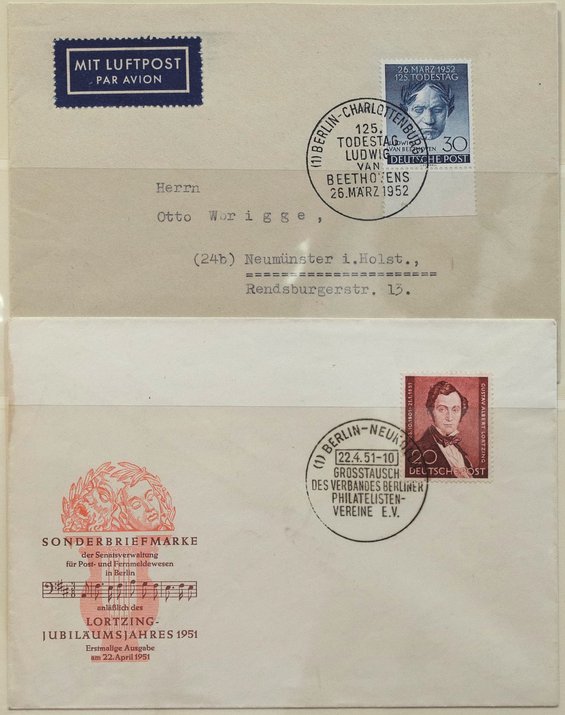 MIT LUFTPOST
PAR AVION
26. MÄRZ 1952
125. TODESTAG
LUDWIG
VAN BEETHOVEN
30
DEUTSCHE POST
(1) BERLIN-CHARLOTTENBURG
125.
TODESTAG
LUDWIG
VAN
BEETHOVENS
26.MÄRZ 1952
Herrn
Otto Worigge,
(24b) Neumünster i.Holst.,
Rendsburgerstr. 13.
GUSTAV ALBERT LORTZING
20
DEUTSCHE POST
(1) BERLIN-NEUK
22.4.51-10
GROSSTAUSCH
DES VERBANDES BERLINER
PHILATELISTEN-
VEREINE E.V.
SONDERBRIEFMARKE
der Senatsverwaltung
für Post- und Fernmeldewesen
in Berlin
anläßlich des
LORTZING-
JUBILÄUMSJAHRES 1951
Erstmalige Ausgabe
am 22. April 1951